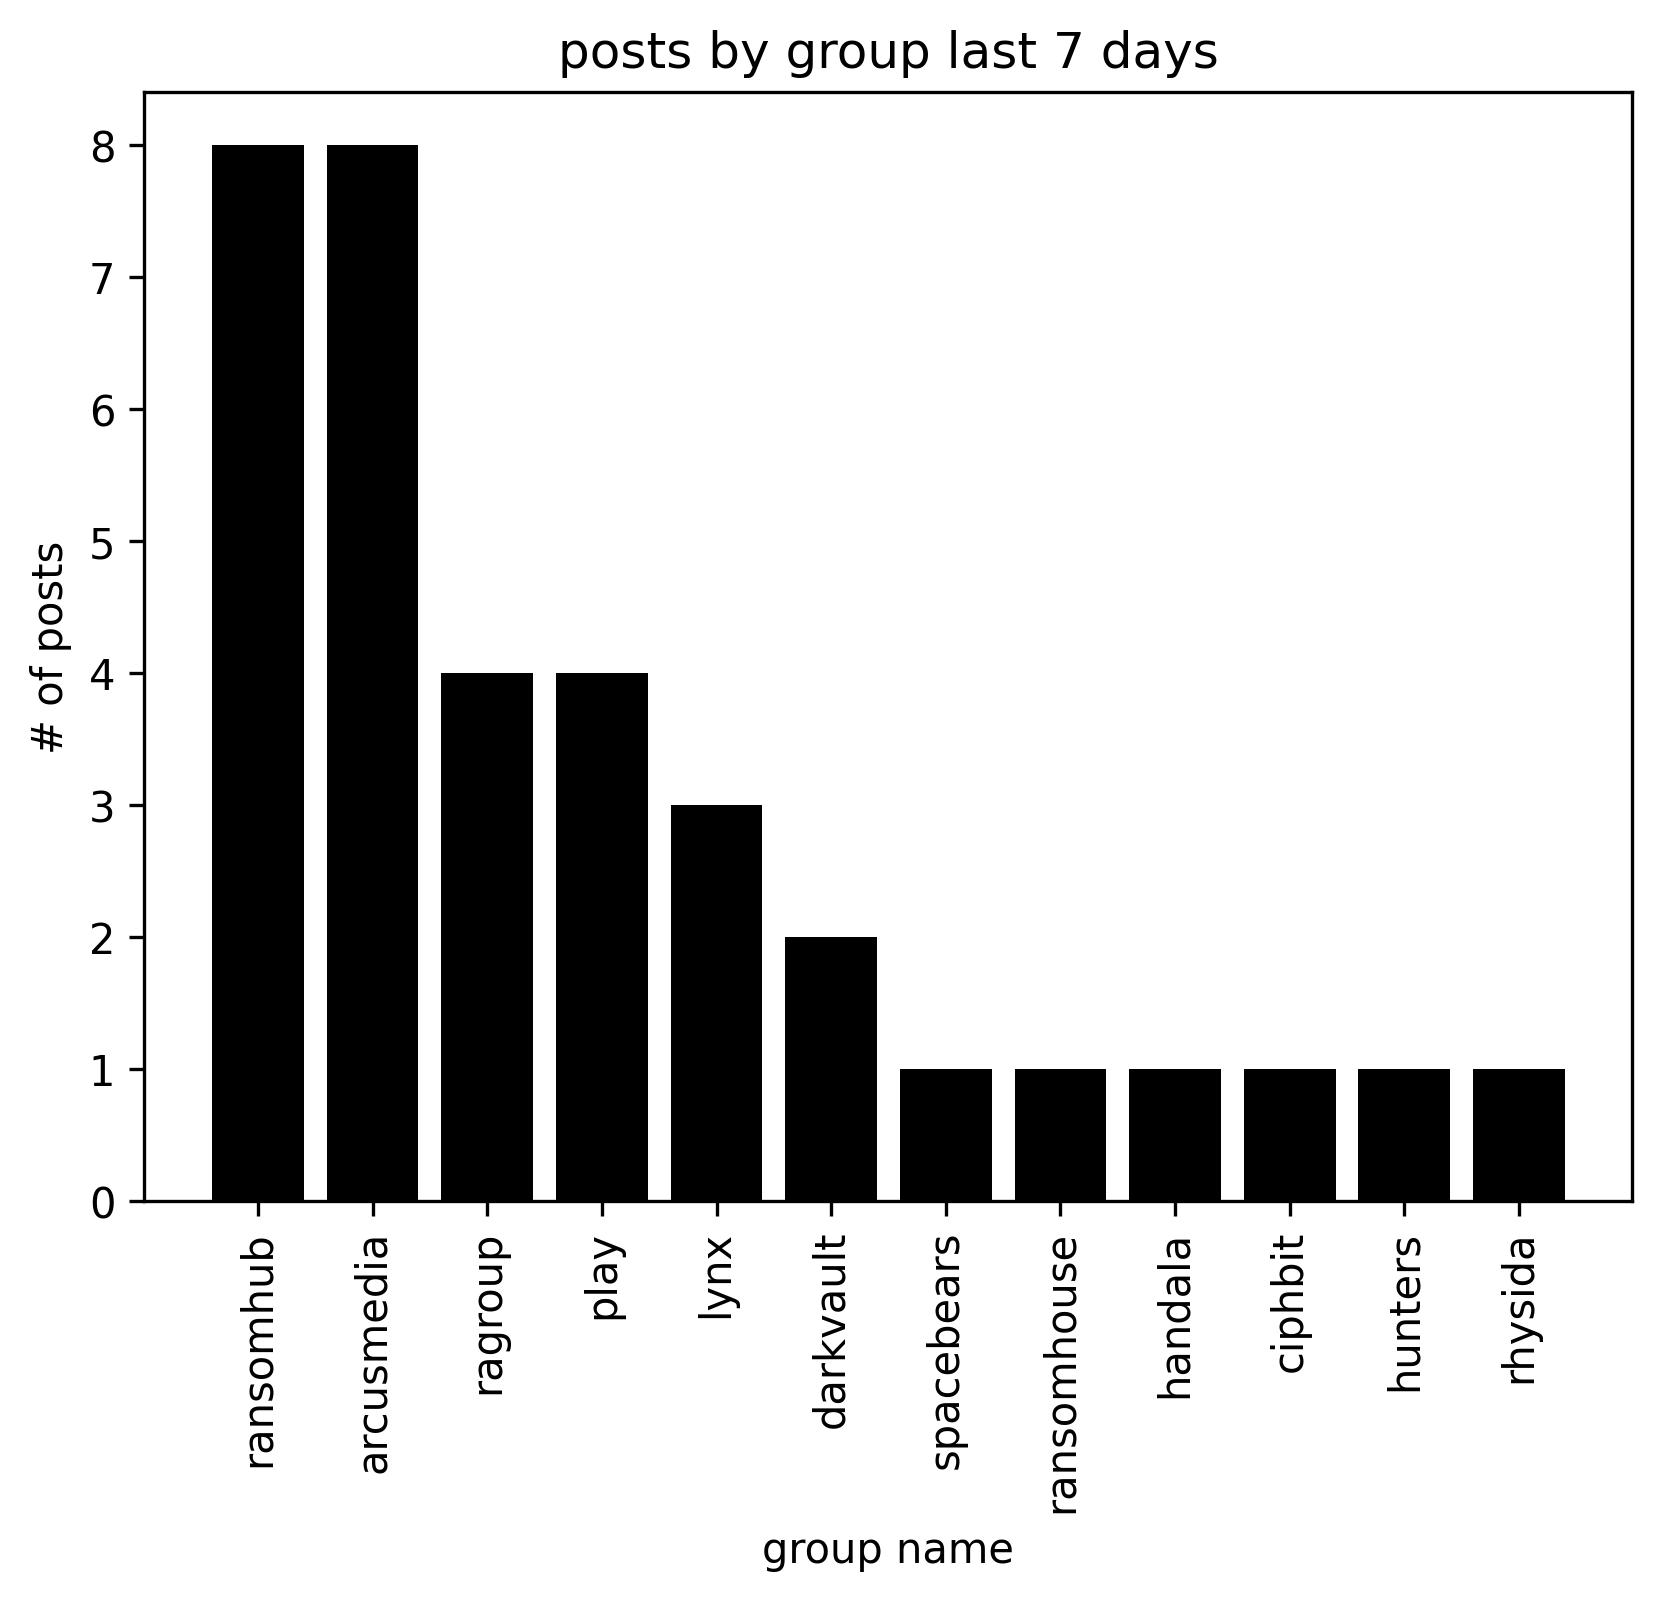 posts by group last 7 days
8
7
6
5
4
3
2
1
0
# of posts
ransomhub
arcusmedia
ragroup
play
lynx
darkvault
spacebears
ransomhouse
handala
ciphbit
hunters
rhysida
group name